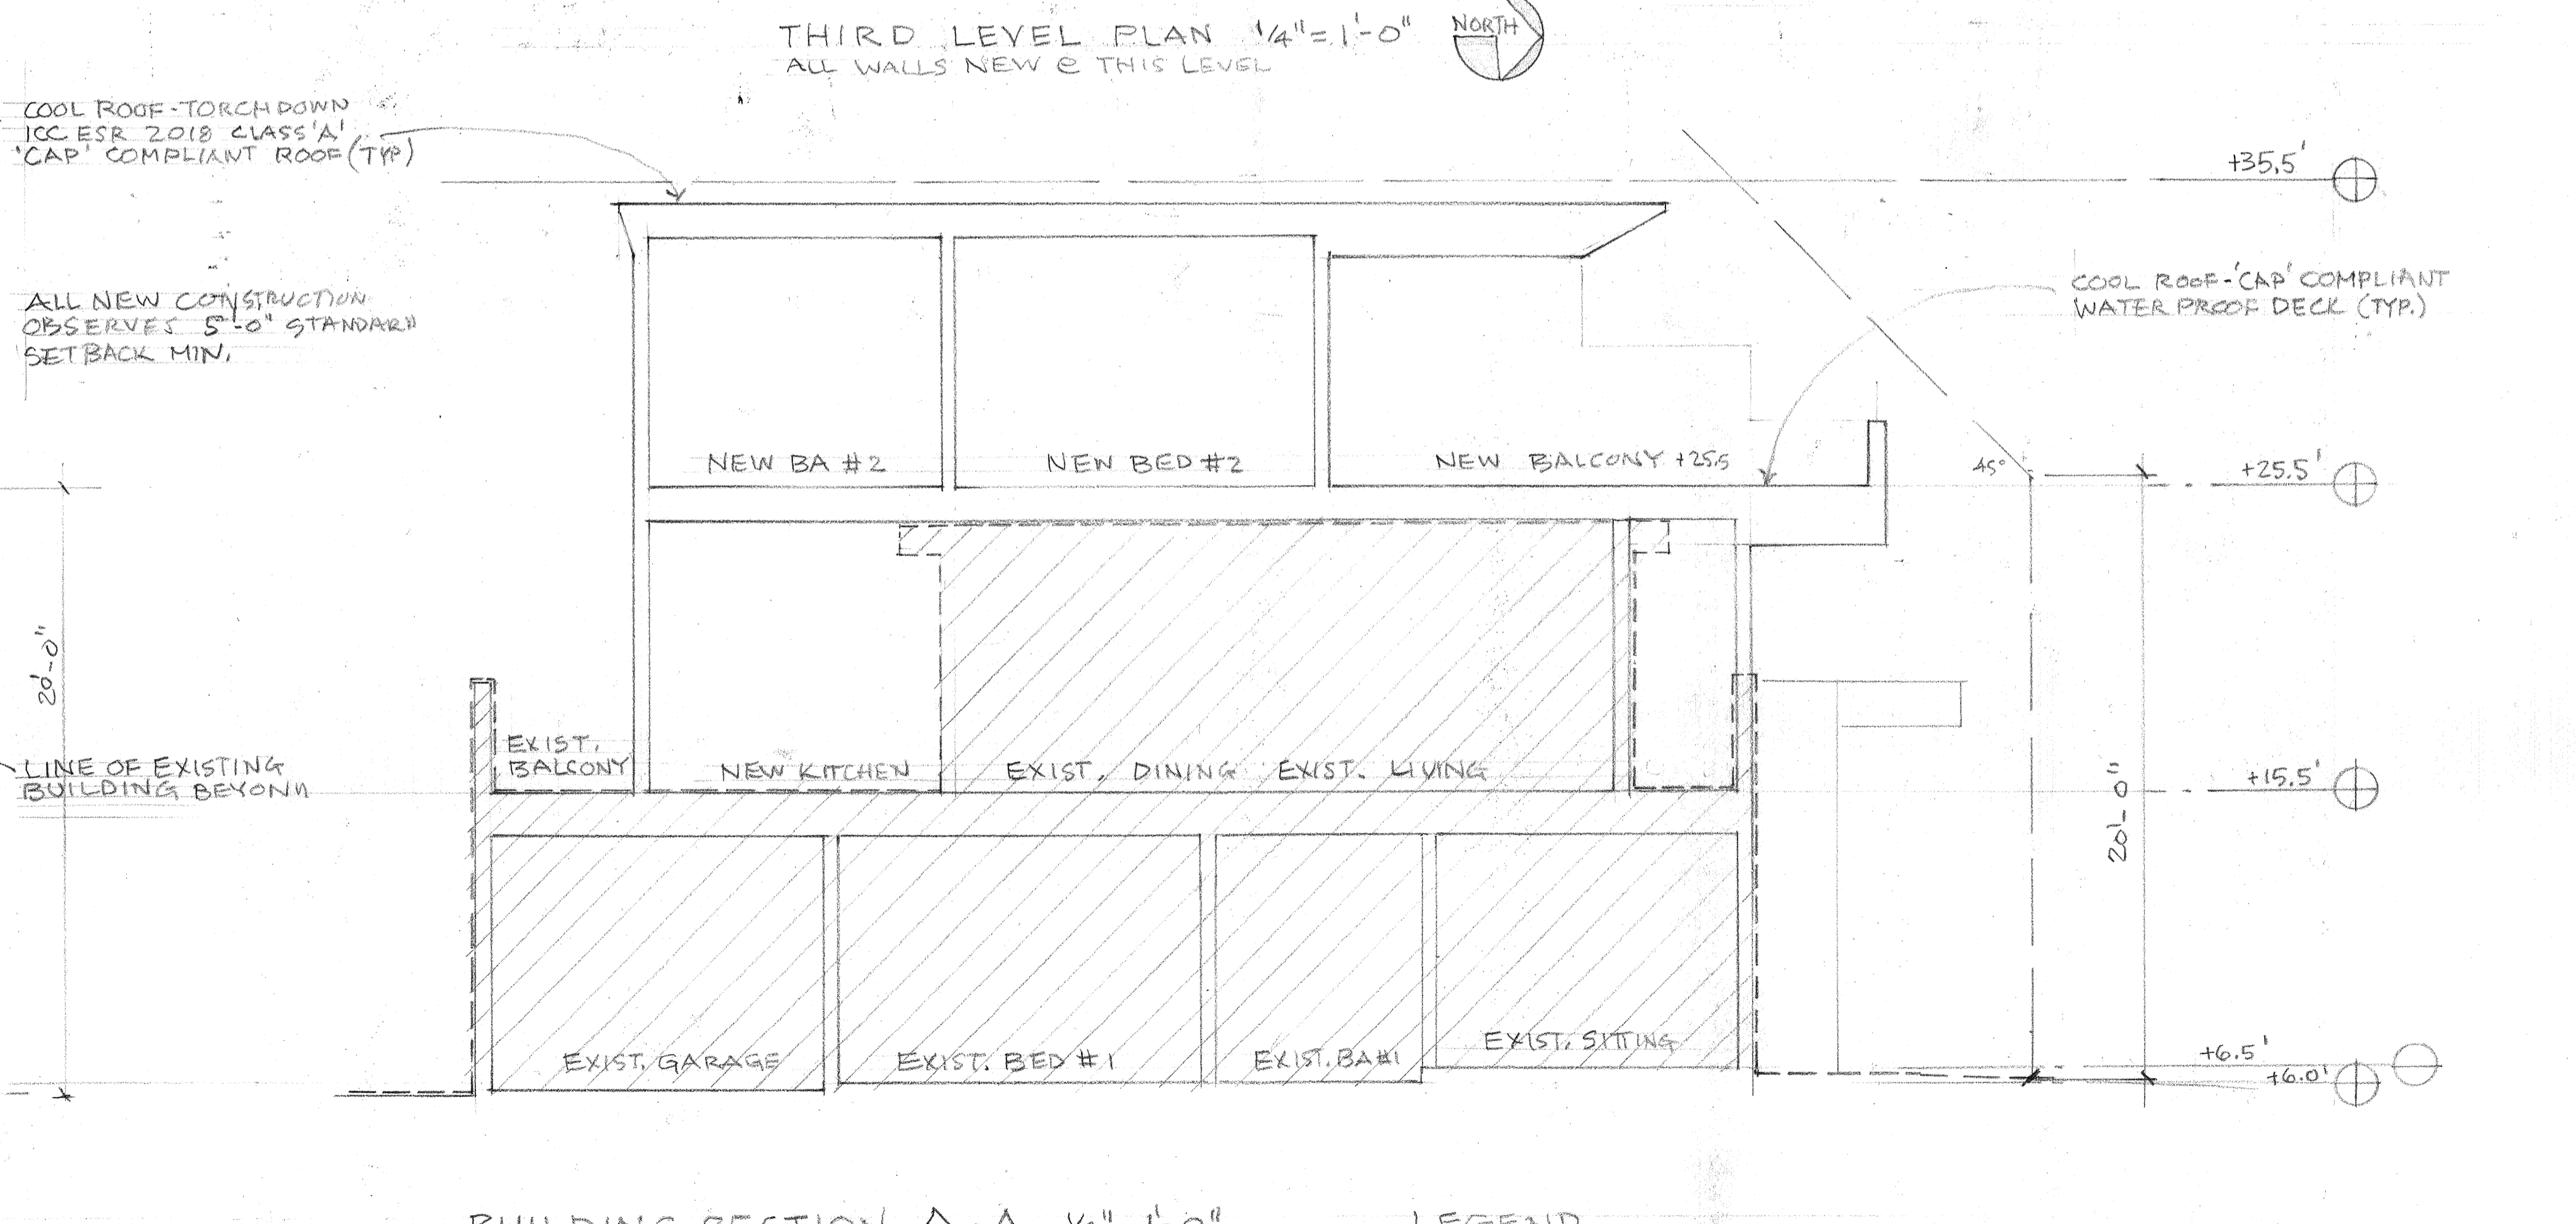 THIRD LEVEL PLAN 1/4"=1'-0"
ALL WALLS NEW @ THIS LEVEL
NORTH
COOL ROOF-TORCHDOWN
ICC ESR 2018 CLASS 'A'
'CAP' COMPLIANT ROOF (TYP)
+35.5'
ALL NEW CONSTRUCTION
OBSERVES 5'-0" STANDARD
SETBACK MIN.
COOL ROOF-'CAP' COMPLIANT
WATER PROOF DECK (TYP.)
NEW BA #2
NEW BED #2
NEW BALCONY +25.5
45°
+25.5'
20'-0"
EXIST.
BALCONY
NEW KITCHEN
EXIST. DINING
EXIST. LIVING
LINE OF EXISTING
BUILDING BEYOND
+15.5'
20'-0"
EXIST. GARAGE
EXIST. BED #1
EXIST. BA#1
EXIST. SITTING
+6.5'
+6.0'
BUILDING SECTION A-A
LEGEND